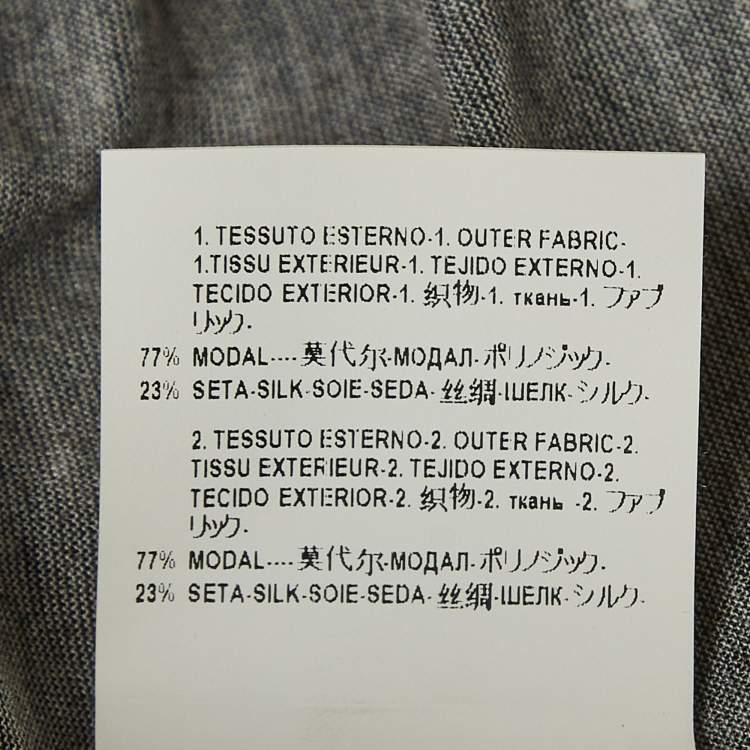 1. TESSUTO ESTERNO-1. OUTER FABRIC-
1.TISSU EXTERIEUR-1. TEJIDO EXTERNO-1.
TECIDO EXTERIOR-1. 织物-1. ткань-1. ファブ
リック.
77% MODAL----莫代尔-МОДАЛ-ポリノジック.
23% SETA-SILK-SOIE-SEDA-丝绸-ШЕЛК-シルク.
2. TESSUTO ESTERNO-2. OUTER FABRIC-2.
TISSU EXTERIEUR-2. TEJIDO EXTERNO-2.
TECIDO EXTERIOR-2. 织物-2. ткань -2. ファブ
リック.
77% MODAL----莫代尔-МОДАЛ-ポリノジック.
23% SETA-SILK-SOIE-SEDA-丝绸-ШЕЛК-シルク.